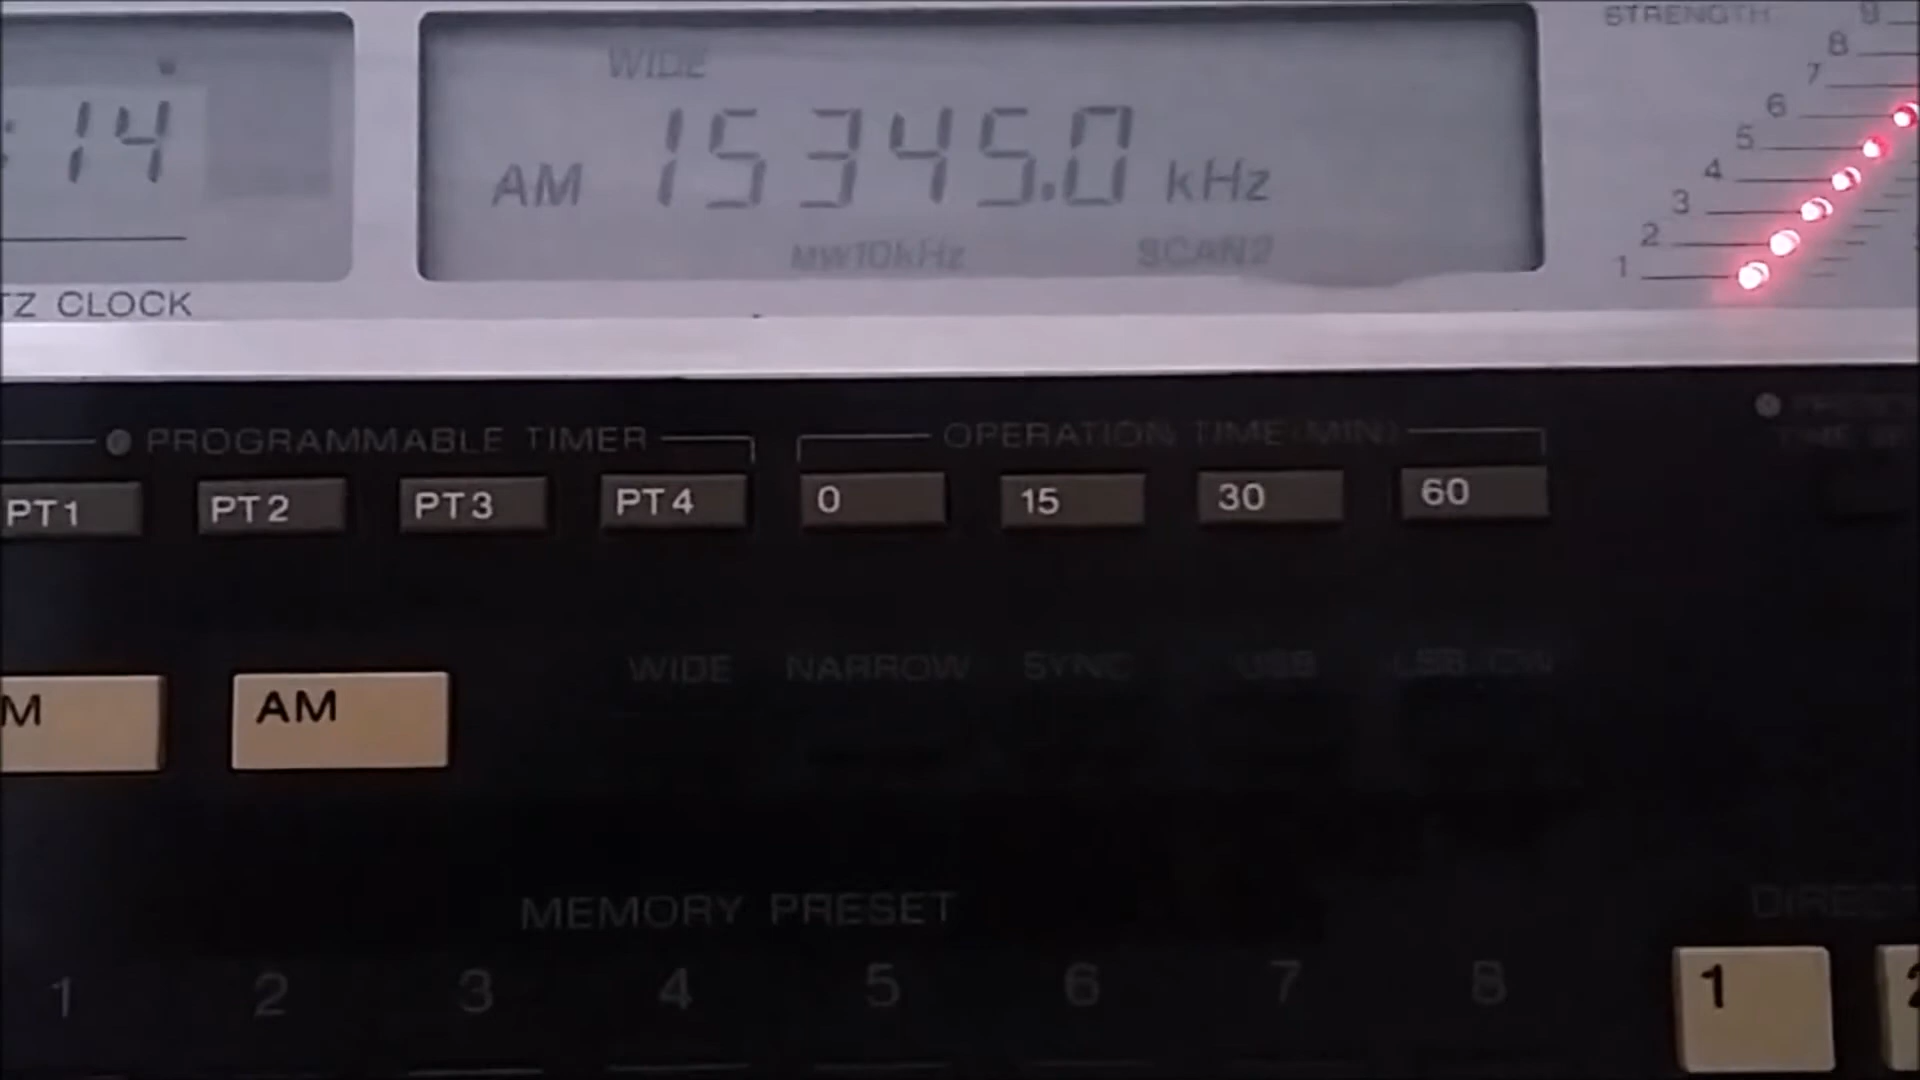 STRENGTH
9
8
7
6
5
4
3
2
1
:14
WIDE
AM 15345.0 kHz
MW10kHz SCAN2
TZ CLOCK
PROGRAMMABLE TIMER
OPERATION TIME(MIN)
PT1 PT2 PT3 PT4 0 15 30 60
WIDE NARROW SYNC USB LSB/CW
M AM
MEMORY PRESET
DIRECT
1 2 3 4 5 6 7 8
1 2